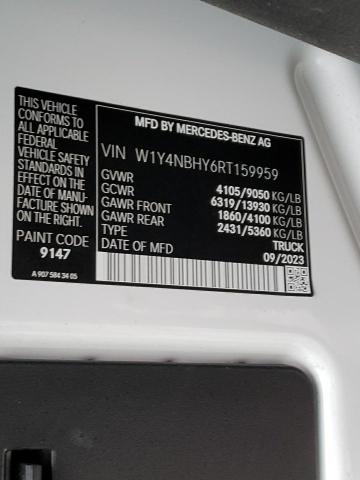 THIS VEHICLE
CONFORMS TO
ALL APPLICABLE
FEDERAL
VEHICLE SAFETY
STANDARDS IN
EFFECT ON THE
DATE OF MANU-
FACTURE SHOWN
ON THE RIGHT.
PAINT CODE
9147
A 907 584 34 05
MFD BY MERCEDES-BENZ AG
VIN W1Y4NBHY6RT159959
GVWR 4105/9050 KG/LB
GCWR 6319/13930 KG/LB
GAWR FRONT 1860/4100 KG/LB
GAWR REAR 2431/5360 KG/LB
TYPE TRUCK
DATE OF MFD 09/2023